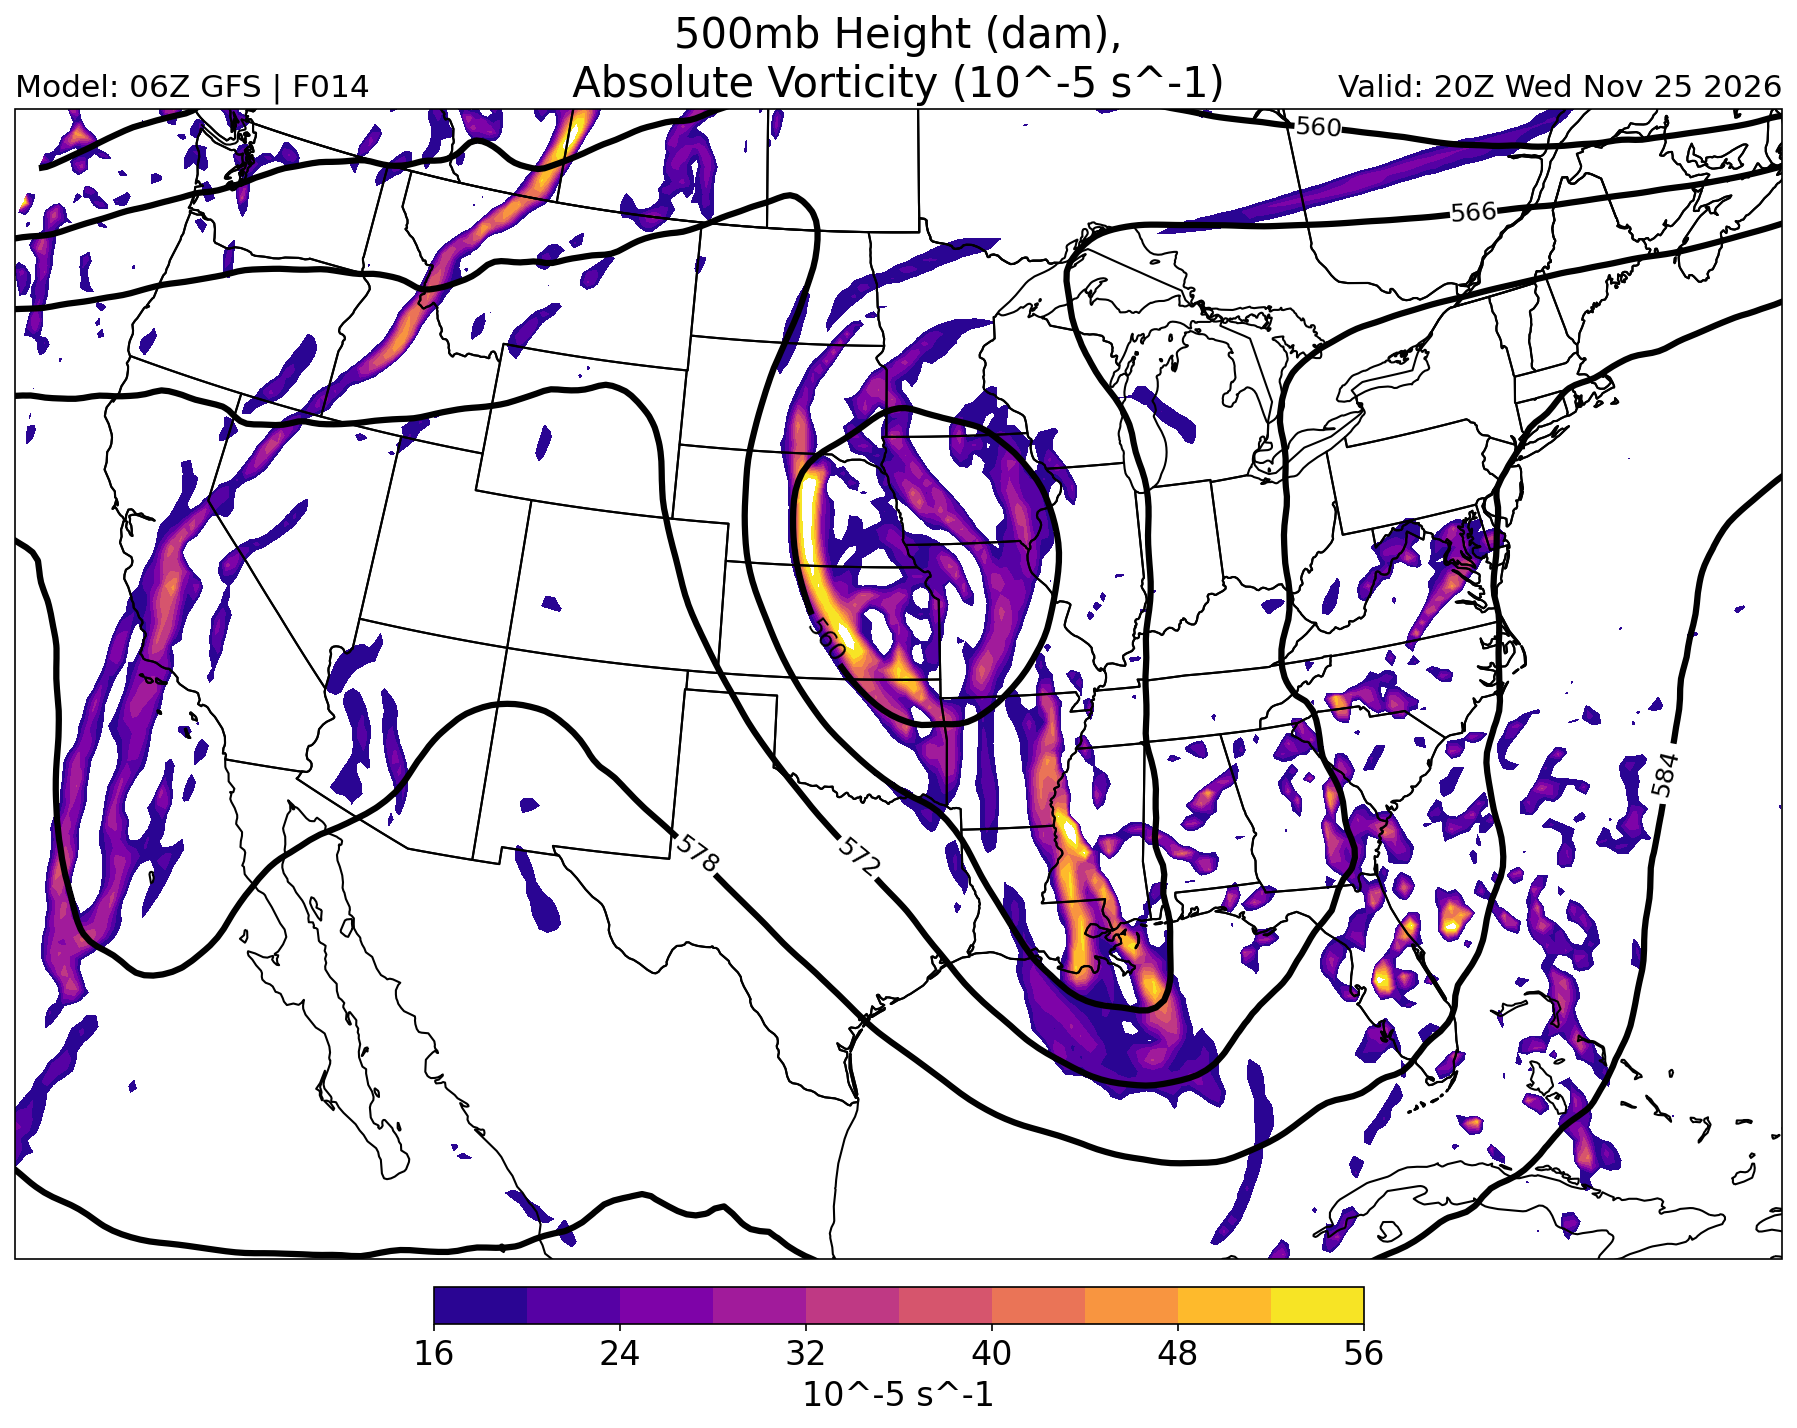 500mb Height (dam),
Model: 06Z GFS | F014
Absolute Vorticity (10^-5 s^-1)
Valid: 20Z Wed Nov 25 2026
560
566
560
584
578
572
16
24
32
40
48
56
10^-5 s^-1